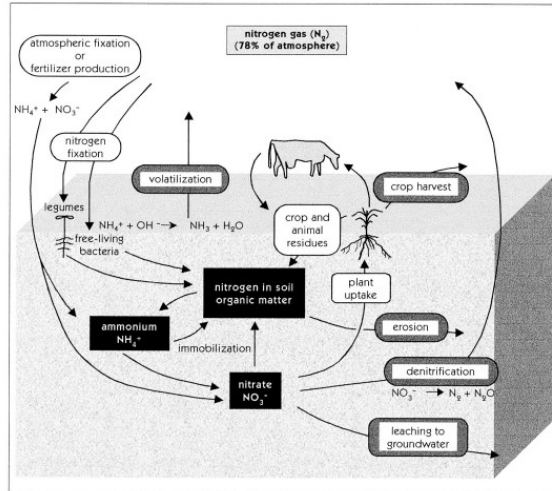 nitrogen gas (N₂)
(78% of atmosphere)
atmospheric fixation
or
fertilizer production
NH₄⁺ + NO₃⁻
nitrogen
fixation
volatilization
crop harvest
legumes
NH₄⁺ + OH⁻ → NH₃ + H₂O
free-living
bacteria
crop and
animal
residues
nitrogen in soil
organic matter
plant
uptake
ammonium
NH₄⁺
immobilization
erosion
denitrification
NO₃⁻ → N₂ + N₂O
nitrate
NO₃⁻
leaching to
groundwater